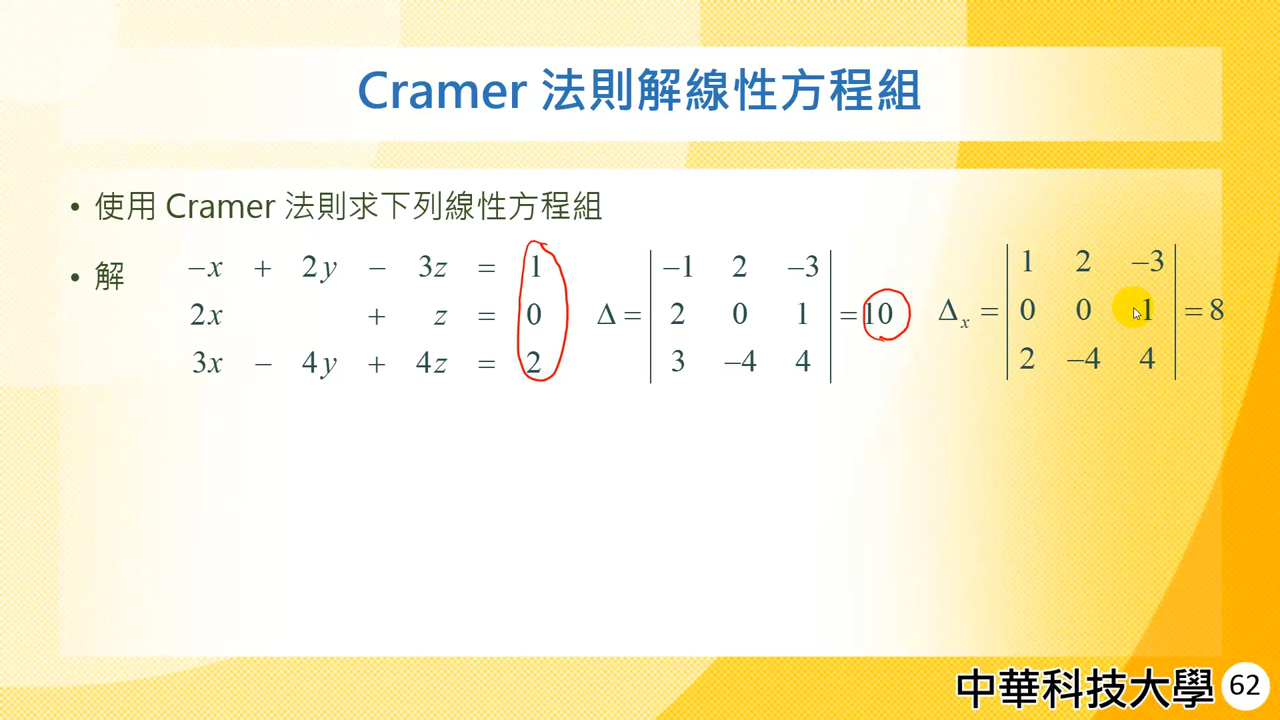 Cramer 法則解線性方程組
• 使用 Cramer 法則求下列線性方程組
• 解
−x + 2y − 3z = 1
2x + z = 0
3x − 4y + 4z = 2
Δ = | −1 2 −3 |
| 2 0 1 | = 10
| 3 −4 4 |
Δx = | 1 2 −3 |
| 0 0 1 | = 8
| 2 −4 4 |
中華科技大學 62